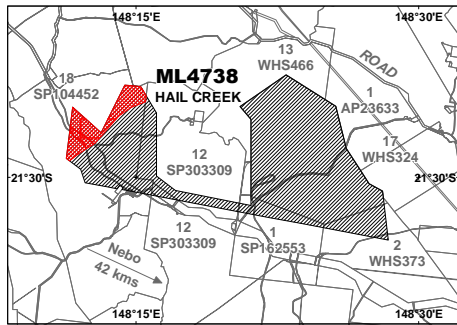 148°15' 148°30'
13
WHS466
ROAD
ML4738
HAIL CREEK
18
SP104452
1
AP23633
12
SP303309
17
WHS324
21°30'S 21°30'S
12
SP303309
1
SP162553
2
WHS373
Nebo
42 kms
148°15' 148°30'